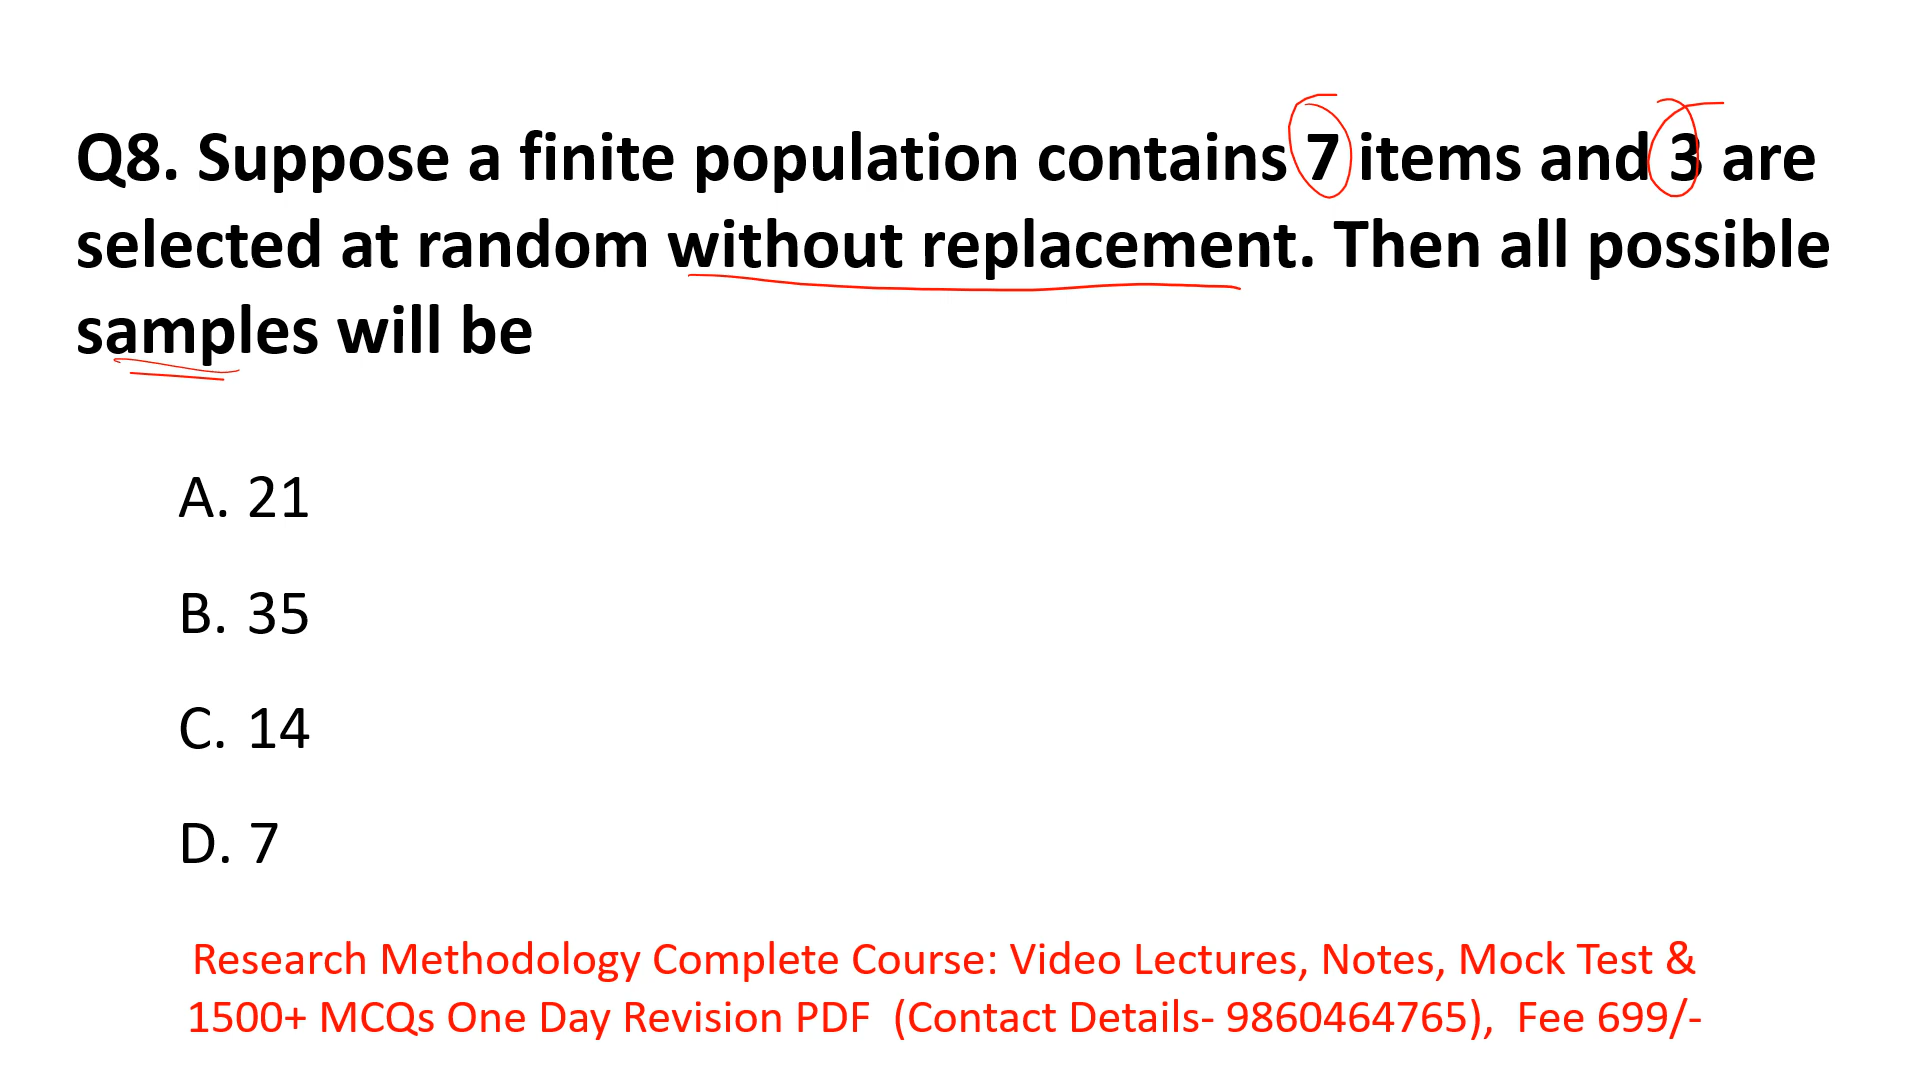 Q8. Suppose a finite population contains 7 items and 3 are
selected at random without replacement. Then all possible
samples will be
A. 21
B. 35
C. 14
D. 7
Research Methodology Complete Course: Video Lectures, Notes, Mock Test &
1500+ MCQs One Day Revision PDF (Contact Details- 9860464765), Fee 699/-